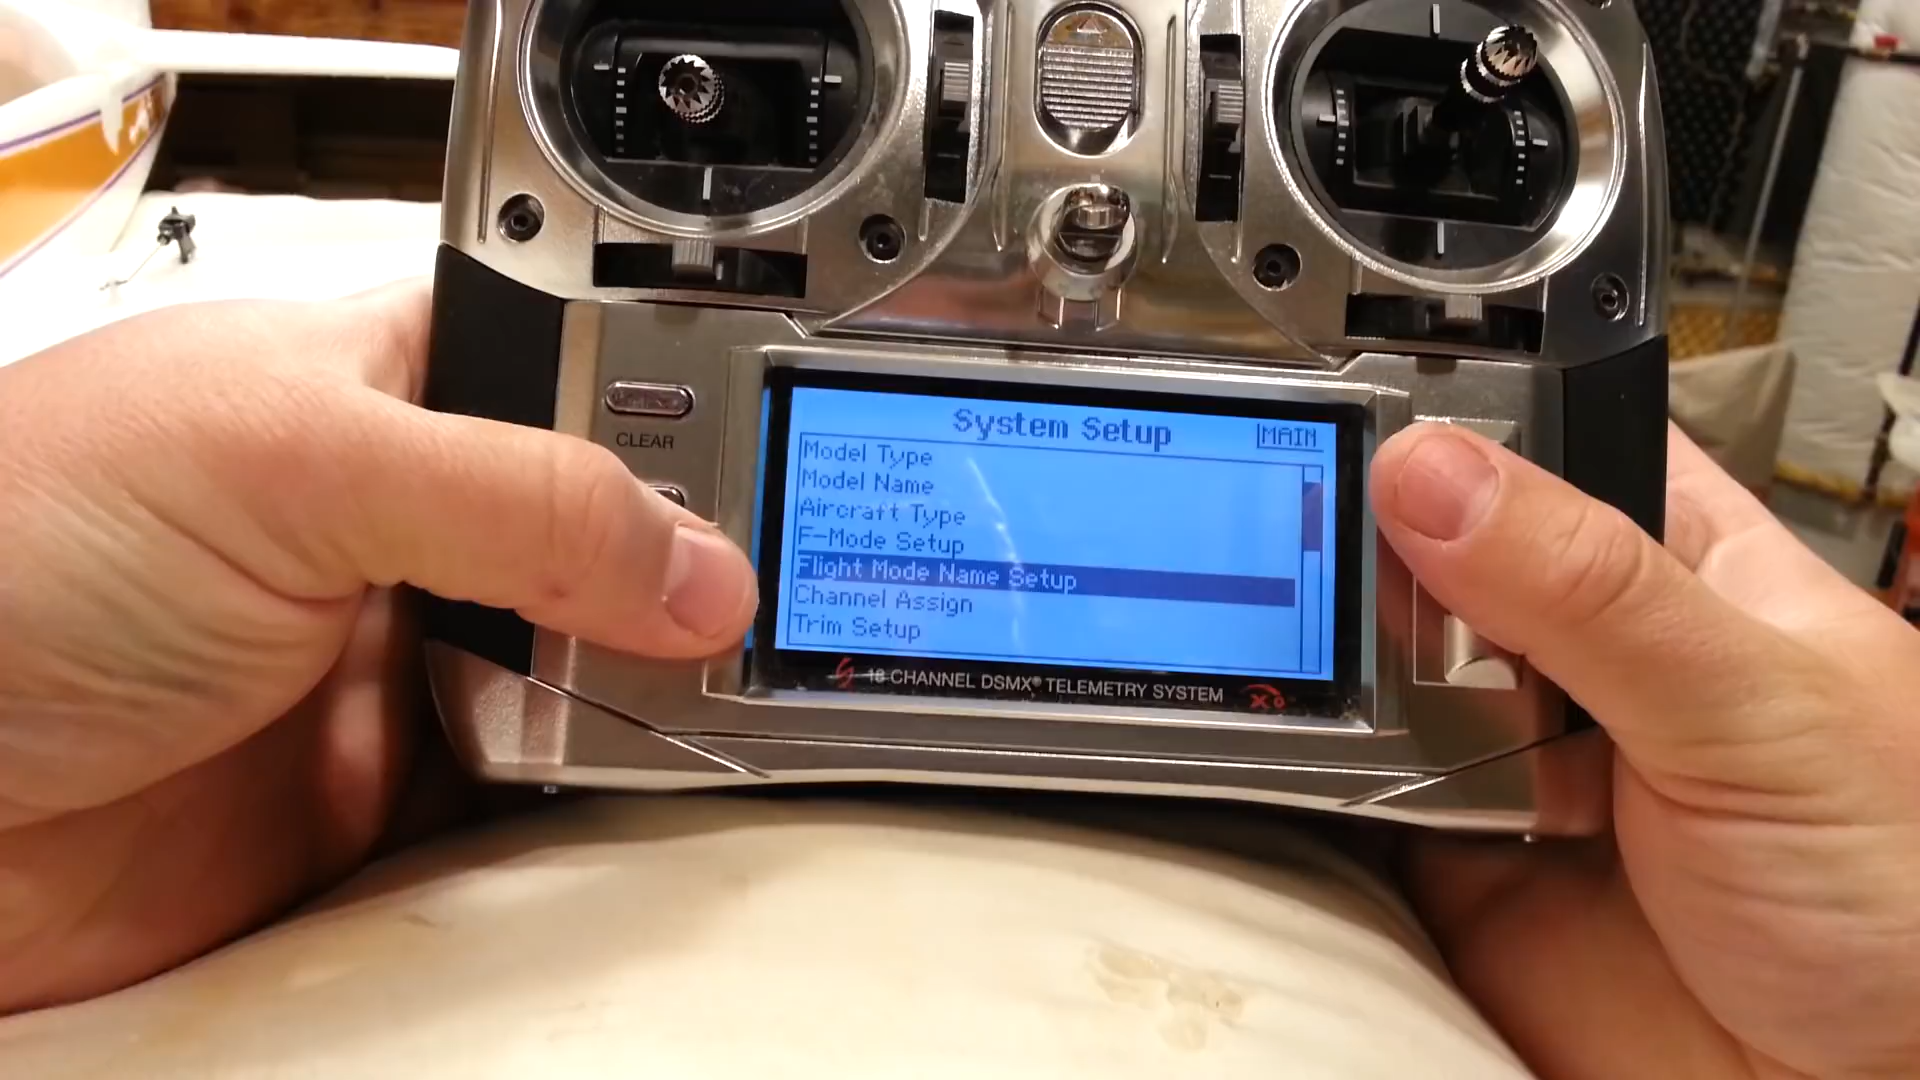 System Setup
MAIN
Model Type
Model Name
Aircraft Type
F-Mode Setup
Flight Mode Name Setup
Channel Assign
Trim Setup
CLEAR
18 CHANNEL DSMX® TELEMETRY SYSTEM